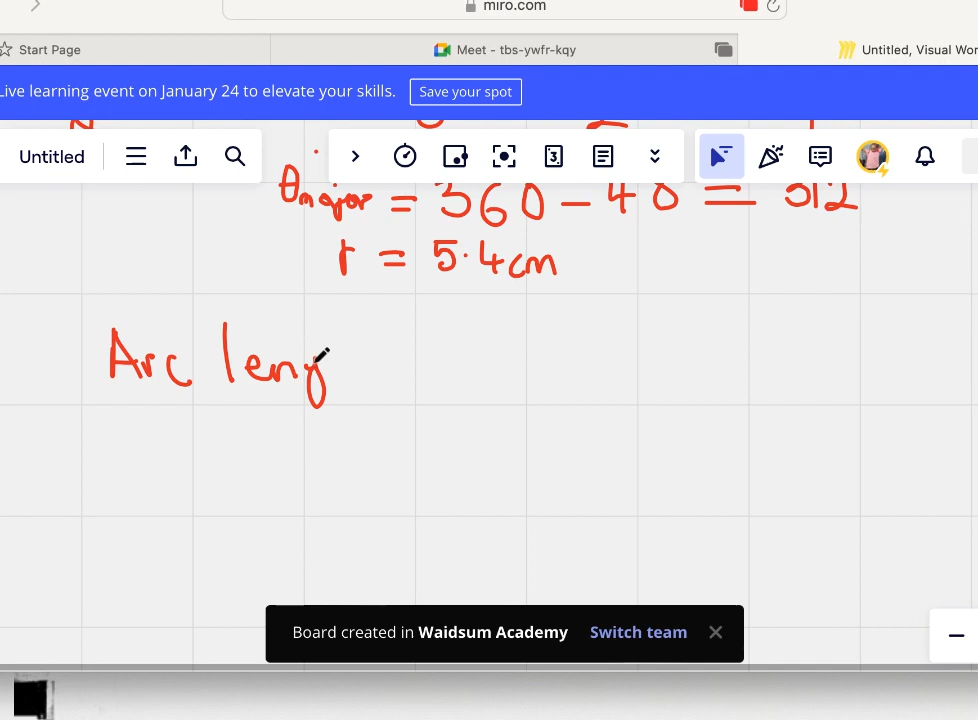 miro.com
Start Page
Meet - tbs-ywfr-kqy
Untitled, Visual Wor
Live learning event on January 24 to elevate your skills.
Save your spot
Untitled
3
θmajor = 360 - 48 = 312
r = 5.4cm
Arc leng
Board created in Waidsum Academy Switch team